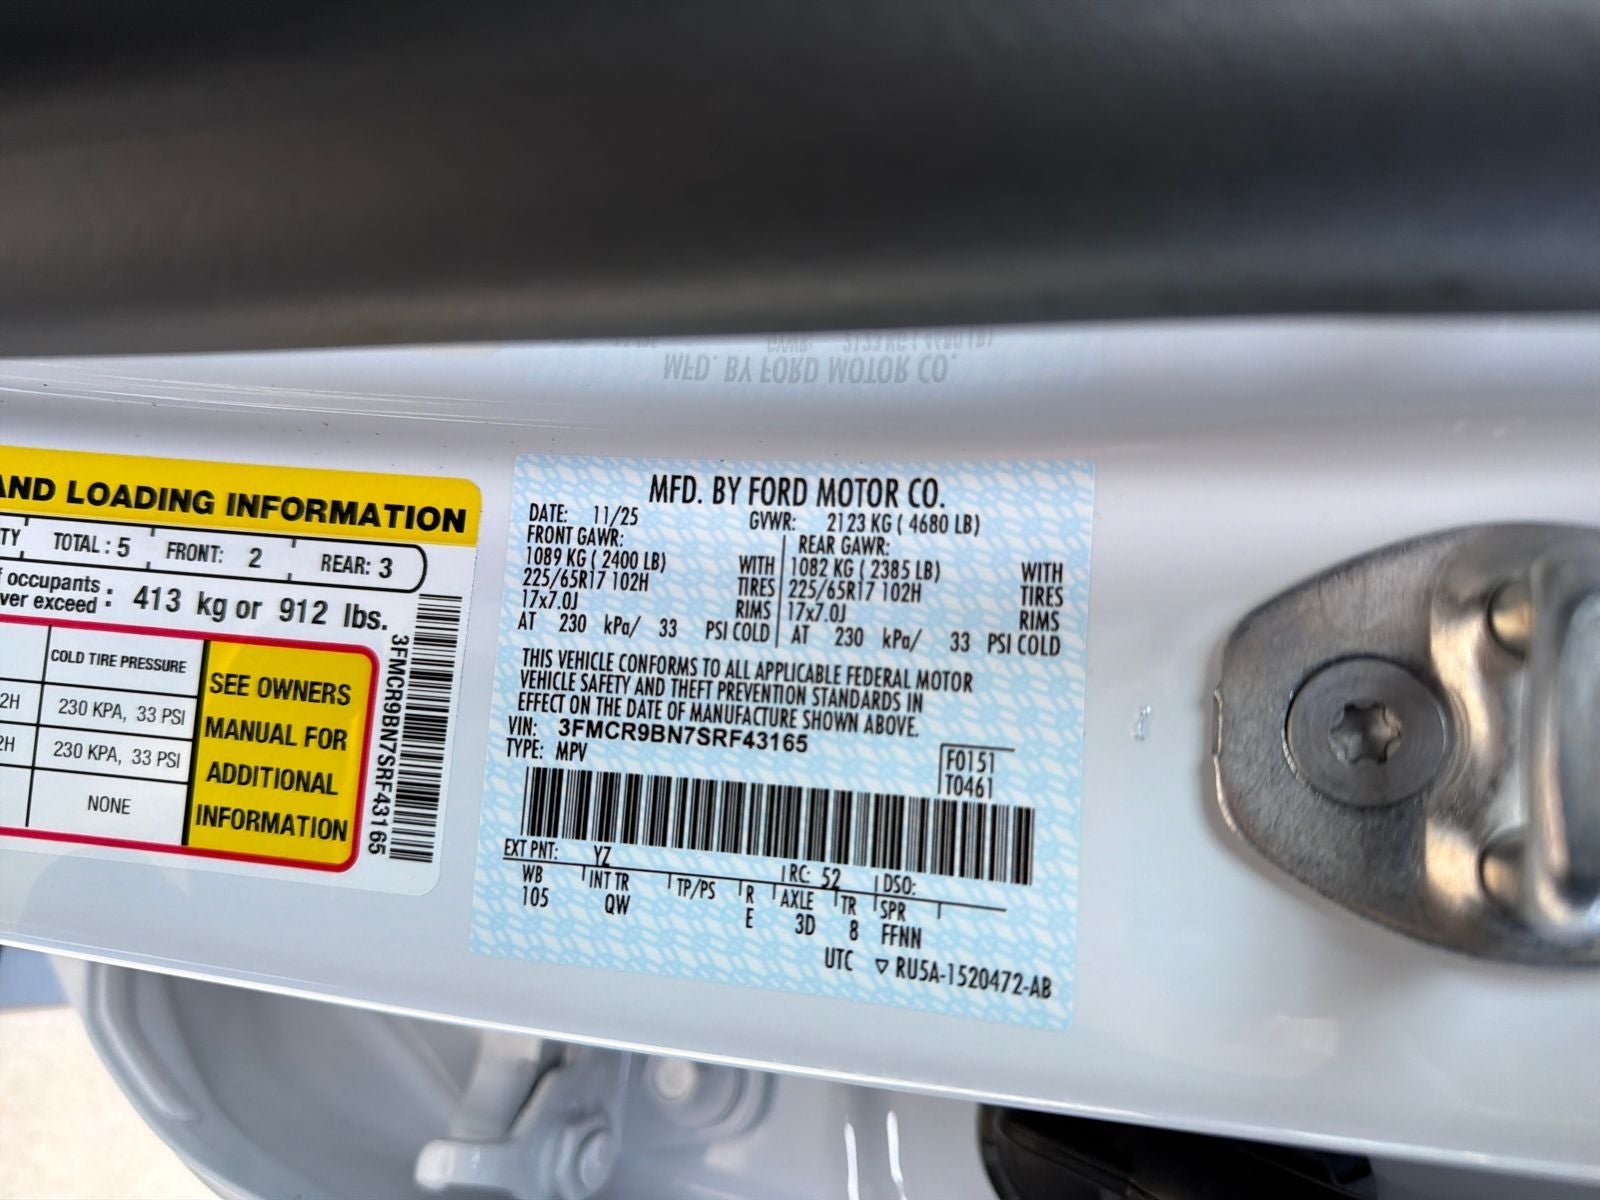 AND LOADING INFORMATION
TY TOTAL : 5 FRONT: 2 REAR: 3
f occupants :
ver exceed : 413 kg or 912 lbs.
COLD TIRE PRESSURE
2H 230 KPA, 33 PSI
2H 230 KPA, 33 PSI
NONE
SEE OWNERS
MANUAL FOR
ADDITIONAL
INFORMATION
3FMCR9BN7SRF43165
MFD. BY FORD MOTOR CO.
DATE: 11/25 GVWR: 2123 KG ( 4680 LB)
FRONT GAWR: REAR GAWR:
1089 KG ( 2400 LB) WITH 1082 KG ( 2385 LB) WITH
225/65R17 102H TIRES 225/65R17 102H TIRES
17x7.0J RIMS 17x7.0J RIMS
AT 230 kPa/ 33 PSI COLD AT 230 kPa/ 33 PSI COLD
THIS VEHICLE CONFORMS TO ALL APPLICABLE FEDERAL MOTOR
VEHICLE SAFETY AND THEFT PREVENTION STANDARDS IN
EFFECT ON THE DATE OF MANUFACTURE SHOWN ABOVE.
VIN: 3FMCR9BN7SRF43165
TYPE: MPV
F0151
T0461
EXT PNT: YZ RC: 52 DSO:
WB INT TR TP/PS R AXLE TR SPR
105 QW E 3D 8 FFNN
UTC ▽ RU5A-1520472-AB